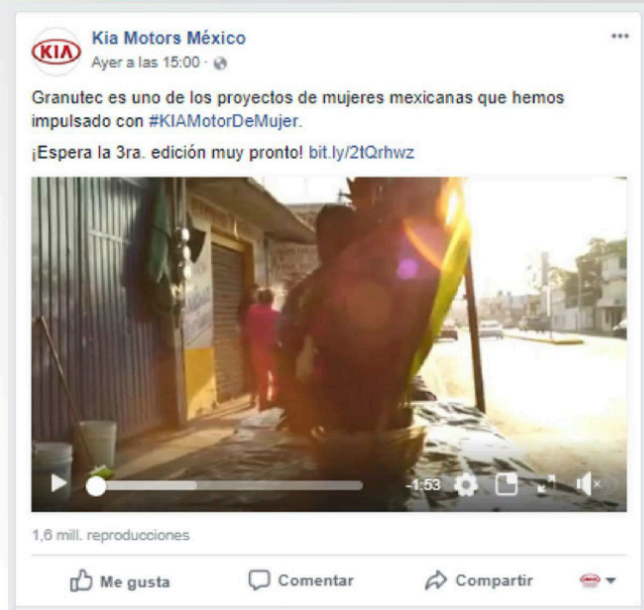 KIA
Kia Motors México
Ayer a las 15:00 ·
Granutec es uno de los proyectos de mujeres mexicanas que hemos
impulsado con #KIAMotorDeMujer.
¡Espera la 3ra. edición muy pronto! bit.ly/2tQrhwz
-1:53
1,6 mill. reproducciones
Me gusta
Comentar
Compartir